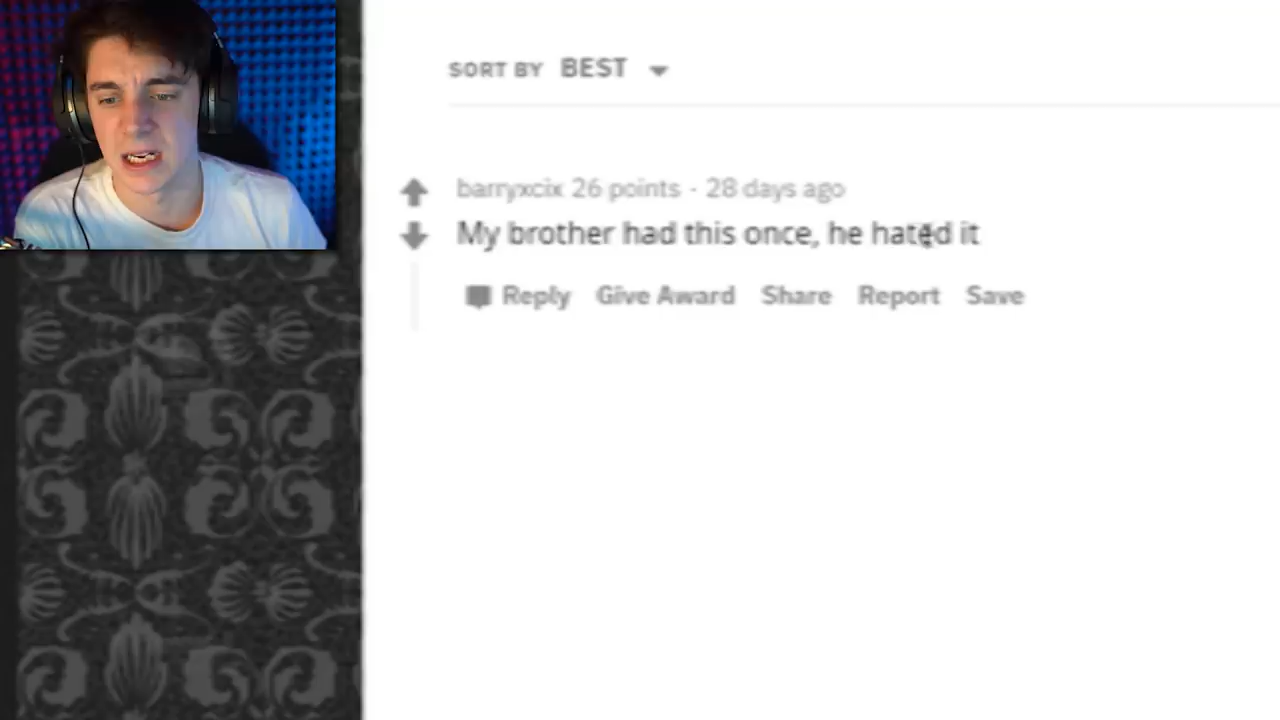 SORT BY BEST
barryxcix 26 points · 28 days ago
My brother had this once, he hated it
Reply Give Award Share Report Save